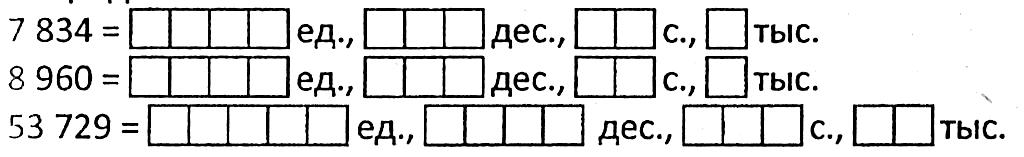 7 834 = □□□□ ед., □□□ дес., □□ с., □ тыс.
8 960 = □□□□ ед., □□□ дес., □□ с., □ тыс.
53 729 = □□□□□ ед., □□□□ дес., □□□ с., □□ тыс.